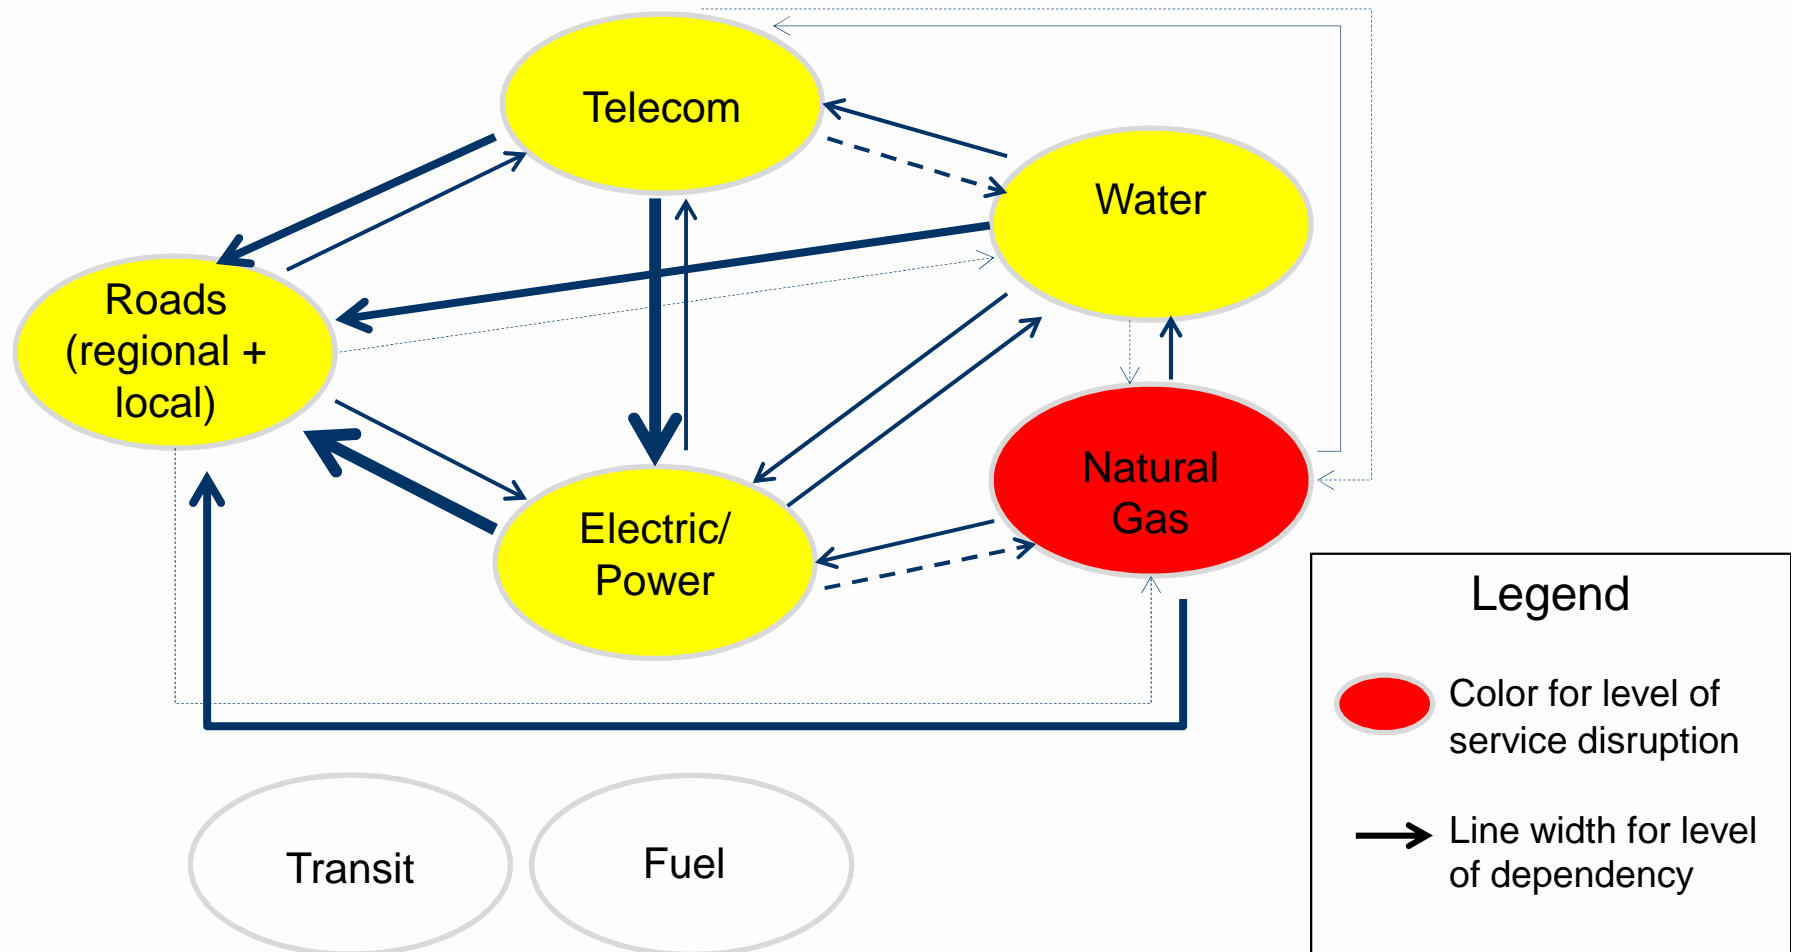 Telecom
Water
Roads
(regional +
local)
Natural
Gas
Electric/
Power
Transit
Fuel
Legend
Color for level of
service disruption
Line width for level
of dependency